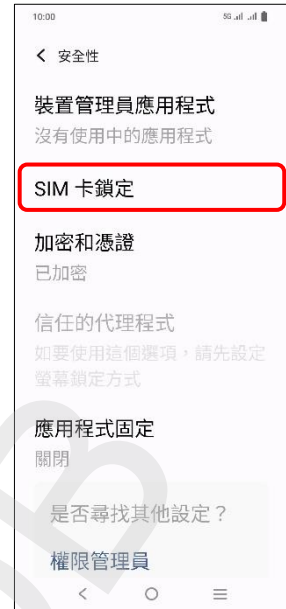 10:00
5G
安全性
裝置管理員應用程式
沒有使用中的應用程式
SIM 卡鎖定
加密和憑證
已加密
信任的代理程式
如要使用這個選項，請先設定
螢幕鎖定方式
應用程式固定
關閉
是否尋找其他設定？
權限管理員